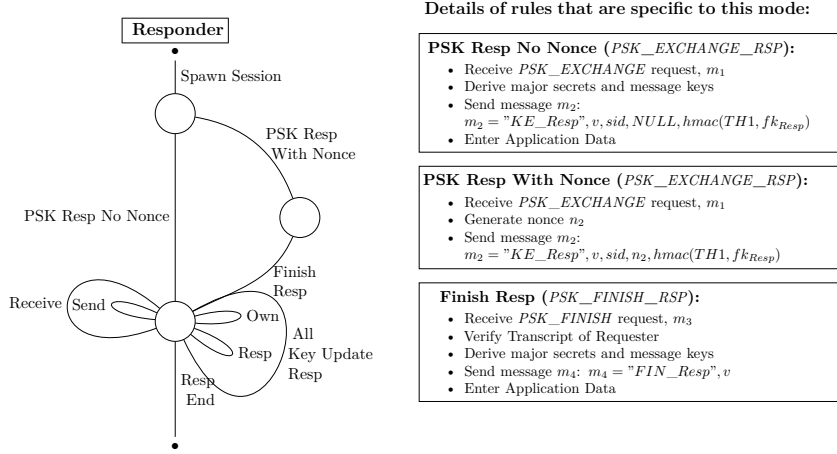 Responder
Spawn Session
PSK Resp
With Nonce
PSK Resp No Nonce
Finish
Resp
Receive
Send
Own
Resp
All
Key Update
Resp
Resp
End
Details of rules that are specific to this mode:
PSK Resp No Nonce (PSK_EXCHANGE_RSP):
• Receive PSK_EXCHANGE request, m₁
• Derive major secrets and message keys
• Send message m₂:
m₂ = "KE_Resp", v, sid, NULL, hmac(TH1, fk_Resp)
• Enter Application Data
PSK Resp With Nonce (PSK_EXCHANGE_RSP):
• Receive PSK_EXCHANGE request, m₁
• Generate nonce n₂
• Send message m₂:
m₂ = "KE_Resp", v, sid, n₂, hmac(TH1, fk_Resp)
Finish Resp (PSK_FINISH_RSP):
• Receive PSK_FINISH request, m₃
• Verify Transcript of Requester
• Derive major secrets and message keys
• Send message m₄: m₄ = "FIN_Resp", v
• Enter Application Data